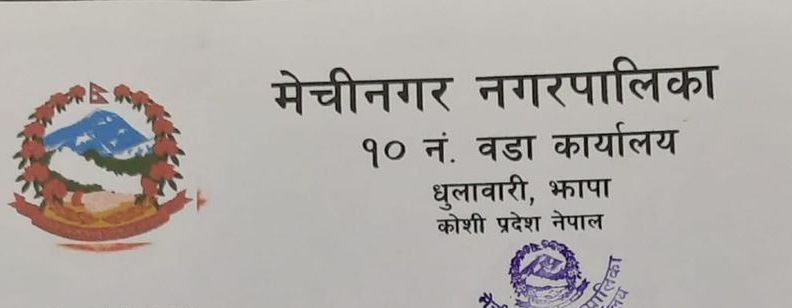 मेचीनगर नगरपालिका
१० नं. वडा कार्यालय
धुलावारी, झापा
कोशी प्रदेश नेपाल